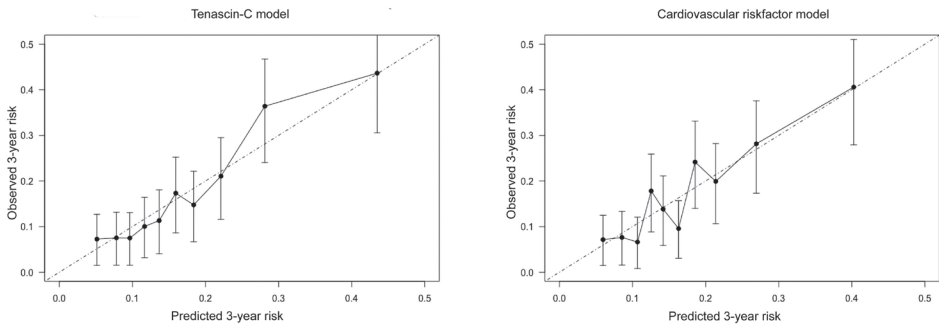 Tenascin-C model
Observed 3-year risk
0.5
0.4
0.3
0.2
0.1
0.0
0.0 0.1 0.2 0.3 0.4 0.5
Predicted 3-year risk
Cardiovascular riskfactor model
Observed 3-year risk
0.5
0.4
0.3
0.2
0.1
0.0
0.0 0.1 0.2 0.3 0.4 0.5
Predicted 3-year risk